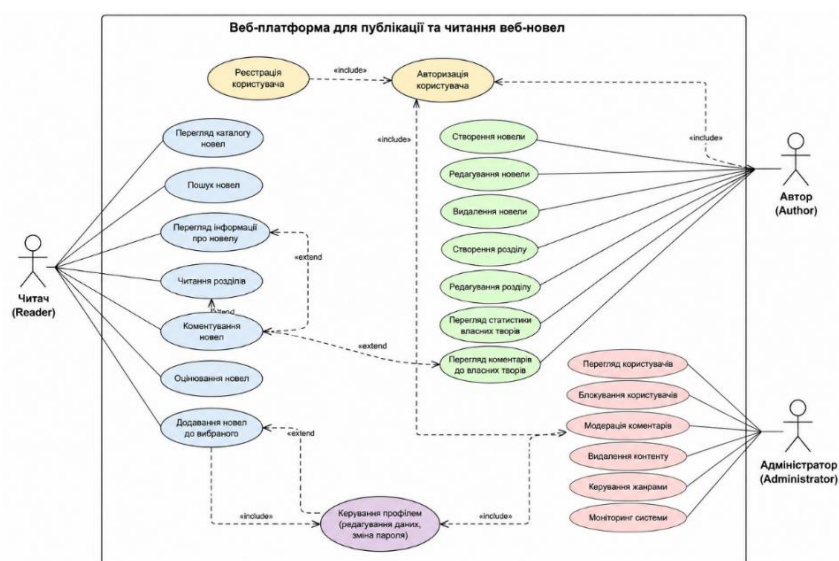 Веб-платформа для публікації та читання веб-новел
Реєстрація
користувача
«include»
Авторизація
користувача
«include»
«include»
Перегляд каталогу
новел
Пошук новел
Перегляд інформації
про новелу
Читання розділів
Коментування
новел
Оцінювання новел
Додавання новел
до вибраного
«extend
extend
«extend
«extend
Читач
(Reader)
Створення новели
Редагування новели
Видалення новели
Створення розділу
Редагування розділу
Перегляд статистики
власних творів
Перегляд коментарів
до власних творів
Автор
(Author)
Перегляд користувачів
Блокування користувачів
Модерація коментарів
Видалення контенту
Керування жанрами
Моніторинг системи
Адміністратор
(Administrator)
«include»
Керування профілем
(редагування даних,
зміна пароля)
«include»